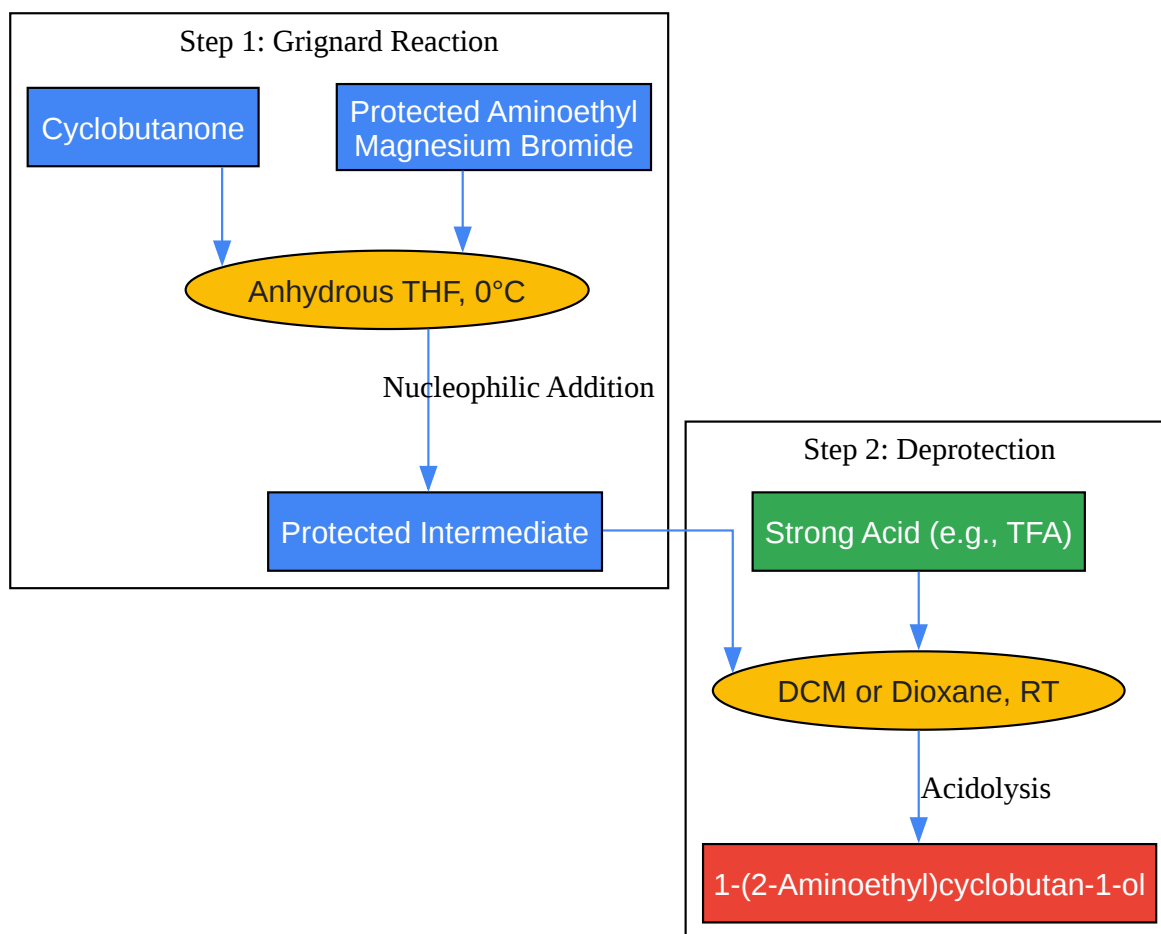 Step 1: Grignard Reaction
Cyclobutanone
Protected Aminoethyl
Magnesium Bromide
Anhydrous THF, 0°C
Nucleophilic Addition
Protected Intermediate
Step 2: Deprotection
Strong Acid (e.g., TFA)
DCM or Dioxane, RT
Acidolysis
1-(2-Aminoethyl)cyclobutan-1-ol